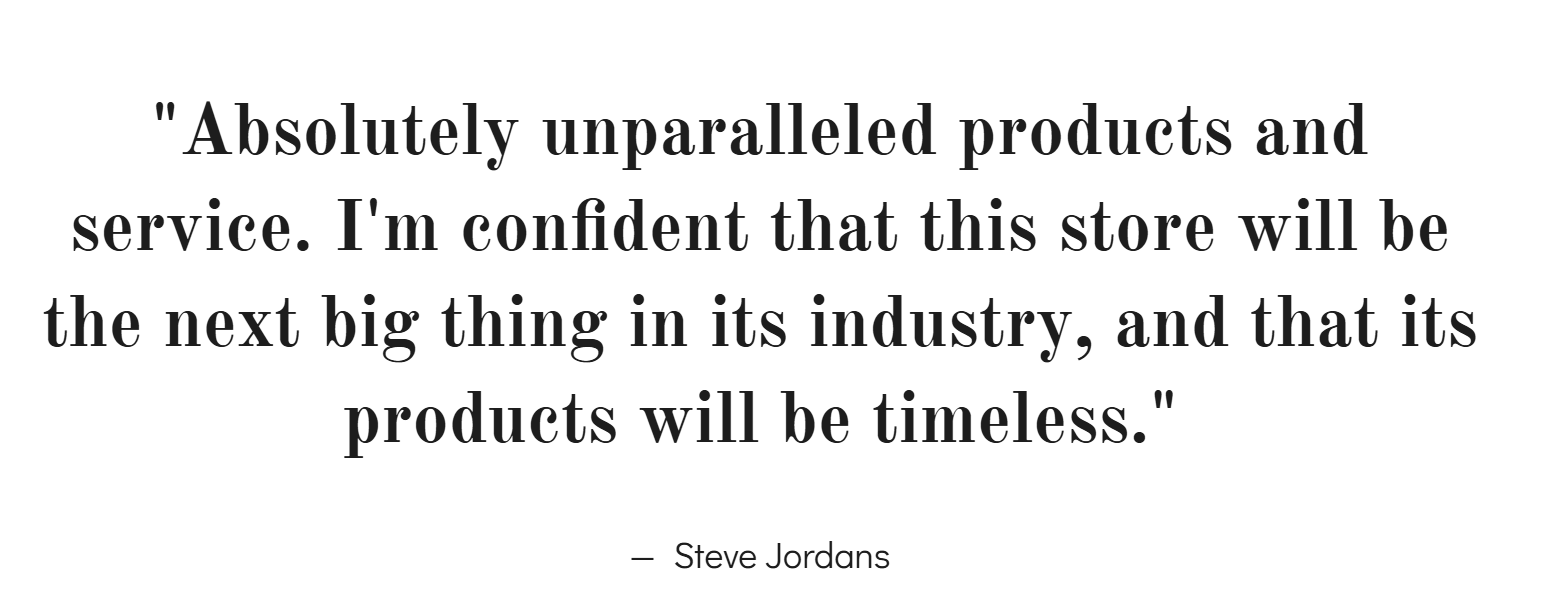 "Absolutely unparalleled products and
service. I'm confident that this store will be
the next big thing in its industry, and that its
products will be timeless."
— Steve Jordans